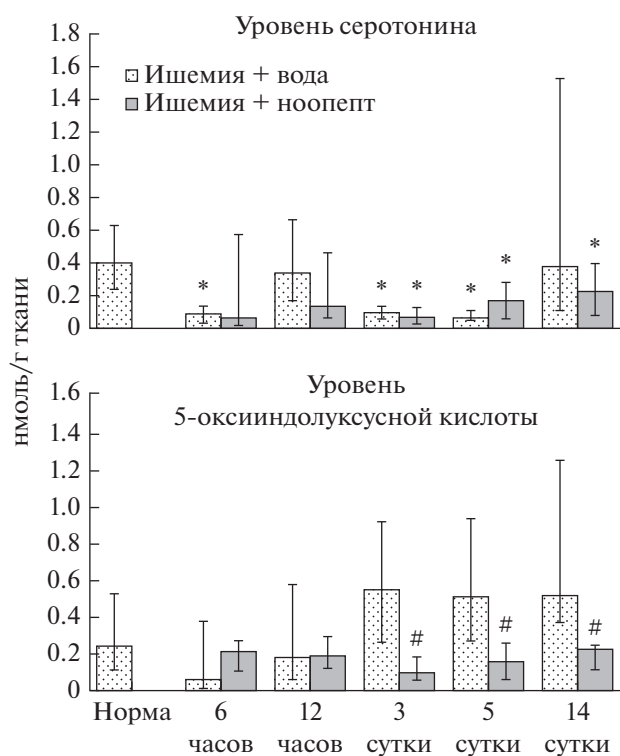 Уровень серотонина
Ишемия + вода
Ишемия + ноопепт
1.8
1.6
1.4
1.2
1.0
0.8
0.6
0.4
0.2
0
* * * * * *
нмоль/г ткани
Уровень
5-оксииндолуксусной кислоты
1.6
1.4
1.2
1.0
0.8
0.6
0.4
0.2
0
# # #
Норма 6 12 3 5 14
часов часов сутки сутки сутки